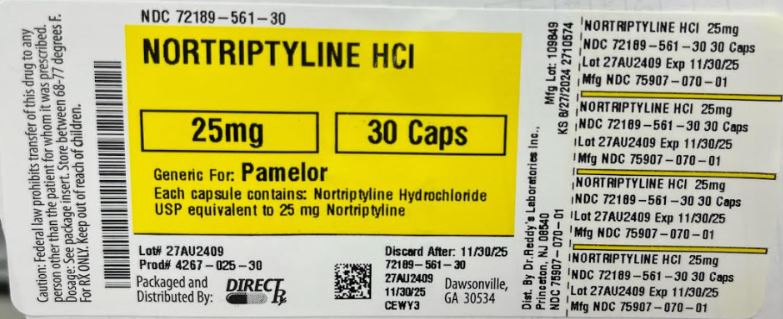 Caution: Federal law prohibits transfer of this drug to any
person other than the patient for whom it was prescribed.
Dosage: See package insert. Store between 68-77 degrees F.
For RX ONLY. Keep out of reach of children.
NDC 72189-561-30
NORTRIPTYLINE HCl
25mg
30 Caps
Generic For: Pamelor
Each capsule contains: Nortriptyline Hydrochloride
USP equivalent to 25 mg Nortriptyline
Lot# 27AU2409
Prod# 4267-025-30
Packaged and
Distributed By:
DIRECT Rx
Discard After: 11/30/25
72189-561-30
27AU2409
11/30/25
CEWY3
Dawsonville,
GA 30534
Dist. By Dr.Reddy's Laboratories Inc.,
Princeton, NJ 08540
NDC 75907-070-01
Mfg Lot: 109849
KS 8/27/2024 2710574
NORTRIPTYLINE HCl 25mg
NDC 72189-561-30 30 Caps
Lot 27AU2409 Exp 11/30/25
Mfg NDC 75907-070-01
NORTRIPTYLINE HCl 25mg
NDC 72189-561-30 30 Caps
Lot 27AU2409 Exp 11/30/25
Mfg NDC 75907-070-01
NORTRIPTYLINE HCl 25mg
NDC 72189-561-30 30 Caps
Lot 27AU2409 Exp 11/30/25
Mfg NDC 75907-070-01
NORTRIPTYLINE HCl 25mg
NDC 72189-561-30 30 Caps
Lot 27AU2409 Exp 11/30/25
Mfg NDC 75907-070-01